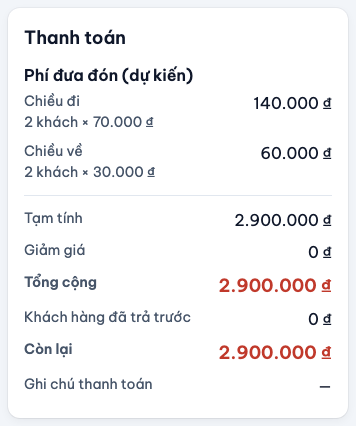 Thanh toán
Phí đưa đón (dự kiến)
Chiều đi 140.000 ₫
2 khách × 70.000 ₫
Chiều về 60.000 ₫
2 khách × 30.000 ₫
Tạm tính 2.900.000 ₫
Giảm giá 0 ₫
Tổng cộng 2.900.000 ₫
Khách hàng đã trả trước 0 ₫
Còn lại 2.900.000 ₫
Ghi chú thanh toán —